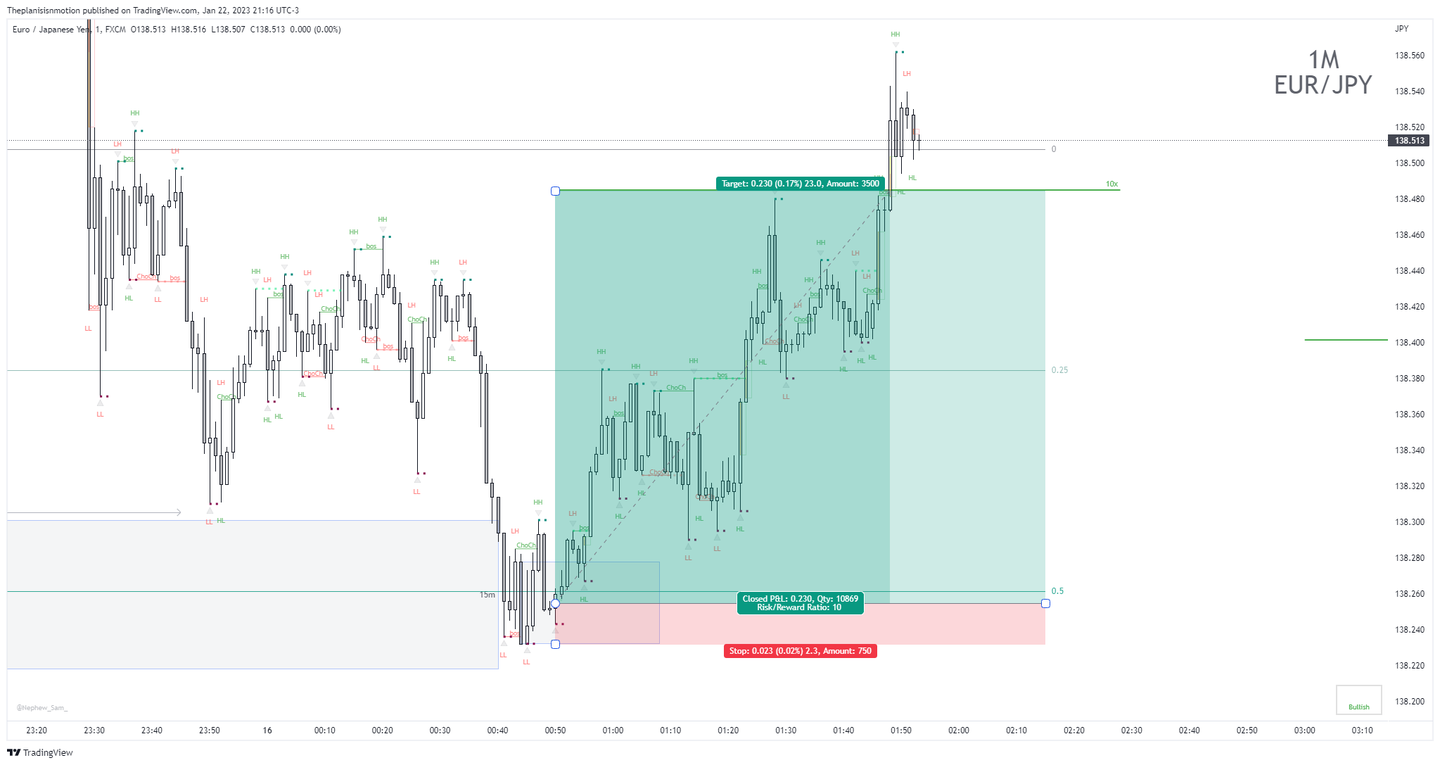 Theplanisisnmotion published on TradingView.com, Jan 22, 2023 21:16 UTC-3
Euro / Japanese Yen, 1, FXCM O138.513 H138.516 L138.507 C138.513 0.000 (0.00%)
JPY
1M
EUR/JPY
138.560
138.540
138.520
138.513
138.500
138.480
138.460
138.440
138.420
138.400
138.380
138.360
138.340
138.320
138.300
138.280
138.260
138.240
138.220
138.200
0
10x
0.25
0.5
15m
Target: 0.230 (0.17%) 23.0, Amount: 3500
Closed P&L: 0.230, Qty: 10869
Risk/Reward Ratio: 10
Stop: 0.023 (0.02%) 2.3, Amount: 750
HH
LH
HL
LL
bos
ChoCh
@Nephew_Sam_
Bullish
23:20 23:30 23:40 23:50 16 00:10 00:20 00:30 00:40 00:50 01:00 01:10 01:20 01:30 01:40 01:50 02:00 02:10 02:20 02:30 02:40 02:50 03:00 03:10
TradingView